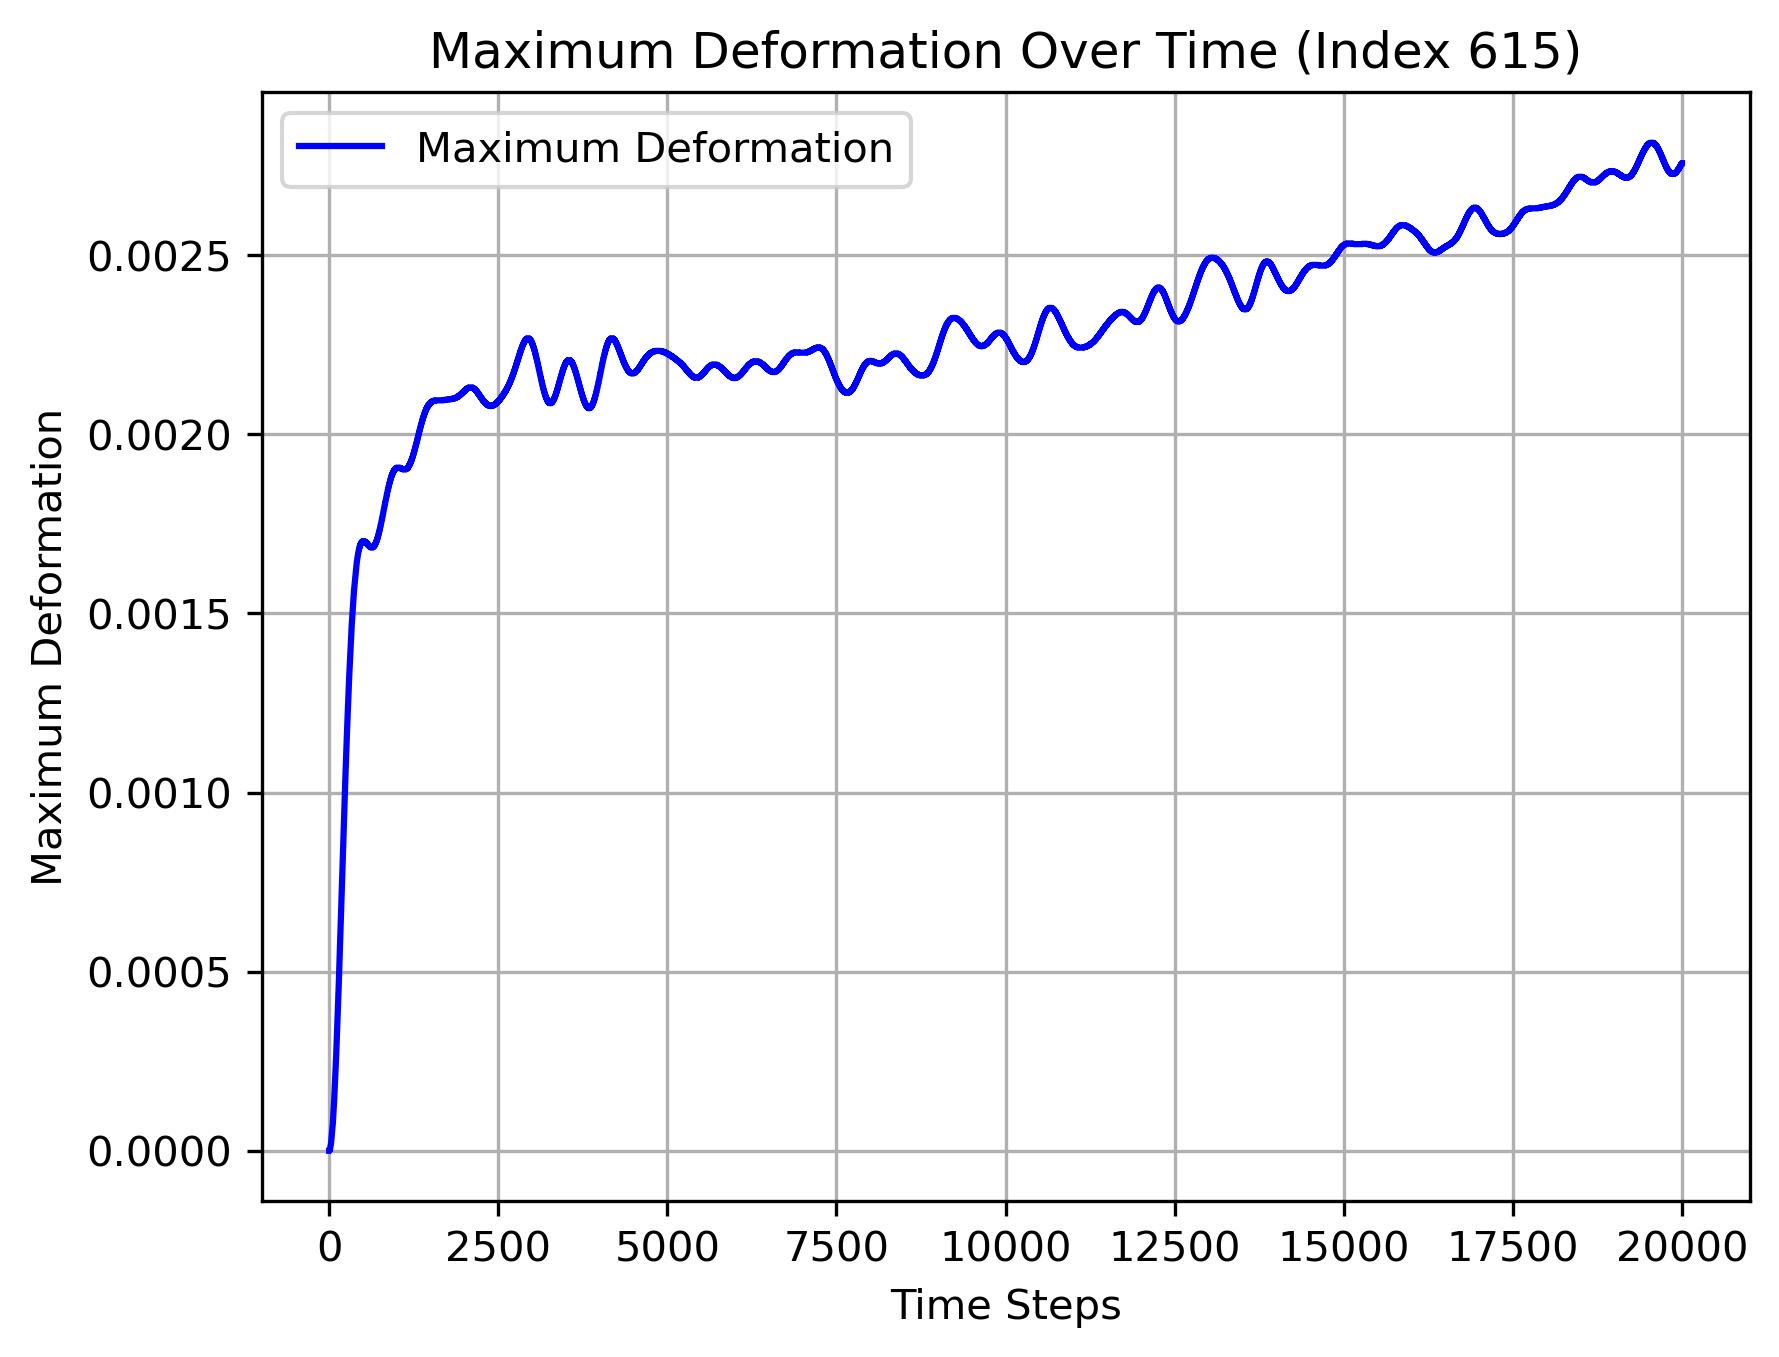 Maximum Deformation Over Time (Index 615)
Maximum Deformation
Maximum Deformation
0.0025
0.0020
0.0015
0.0010
0.0005
0.0000
0 2500 5000 7500 10000 12500 15000 17500 20000
Time Steps